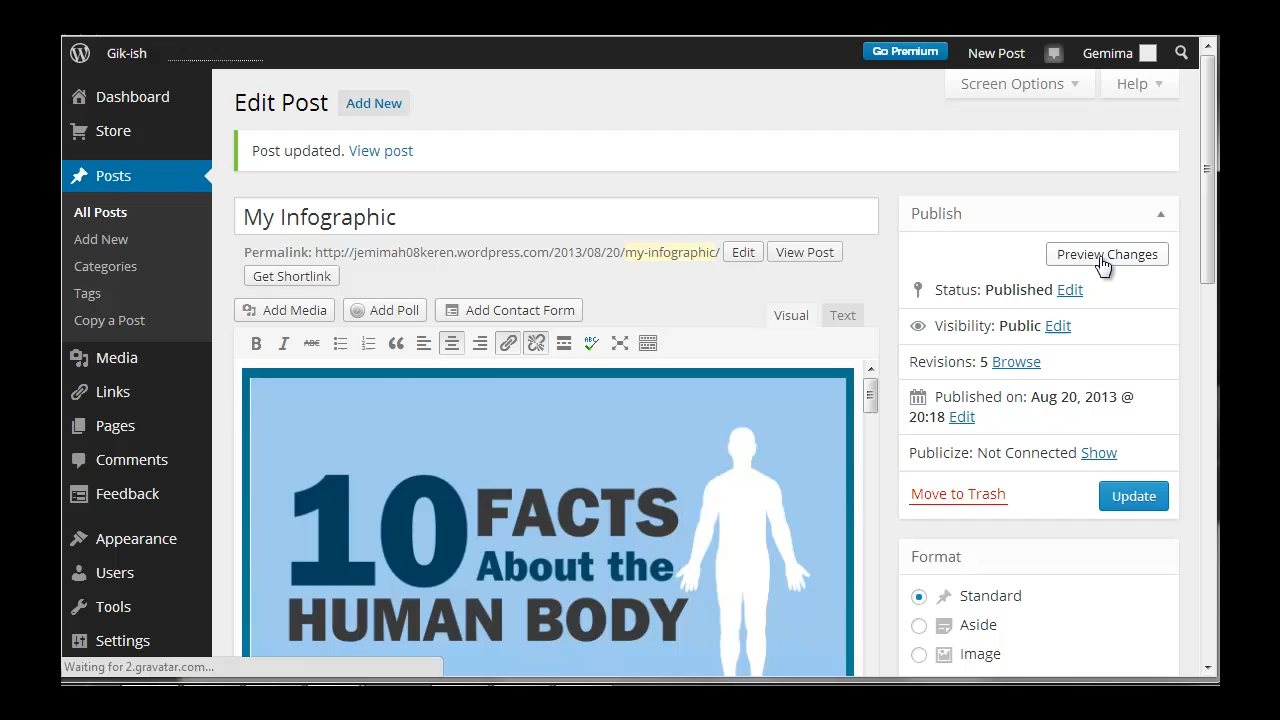 Gik-ish
Go Premium
New Post
Gemima
Dashboard
Store
Posts
All Posts
Add New
Categories
Tags
Copy a Post
Media
Links
Pages
Comments
Feedback
Appearance
Users
Tools
Settings
Screen Options
Help
Edit Post
Add New
Post updated. View post
My Infographic
Permalink: http://jemimah08keren.wordpress.com/2013/08/20/my-infographic/ Edit View Post
Get Shortlink
Add Media
Add Poll
Add Contact Form
Visual
Text
B I ABC
ABC
10 FACTS
About the
HUMAN BODY
Publish
Preview Changes
Status: Published Edit
Visibility: Public Edit
Revisions: 5 Browse
Published on: Aug 20, 2013 @
20:18 Edit
Publicize: Not Connected Show
Move to Trash
Update
Format
Standard
Aside
Image
Waiting for 2.gravatar.com...